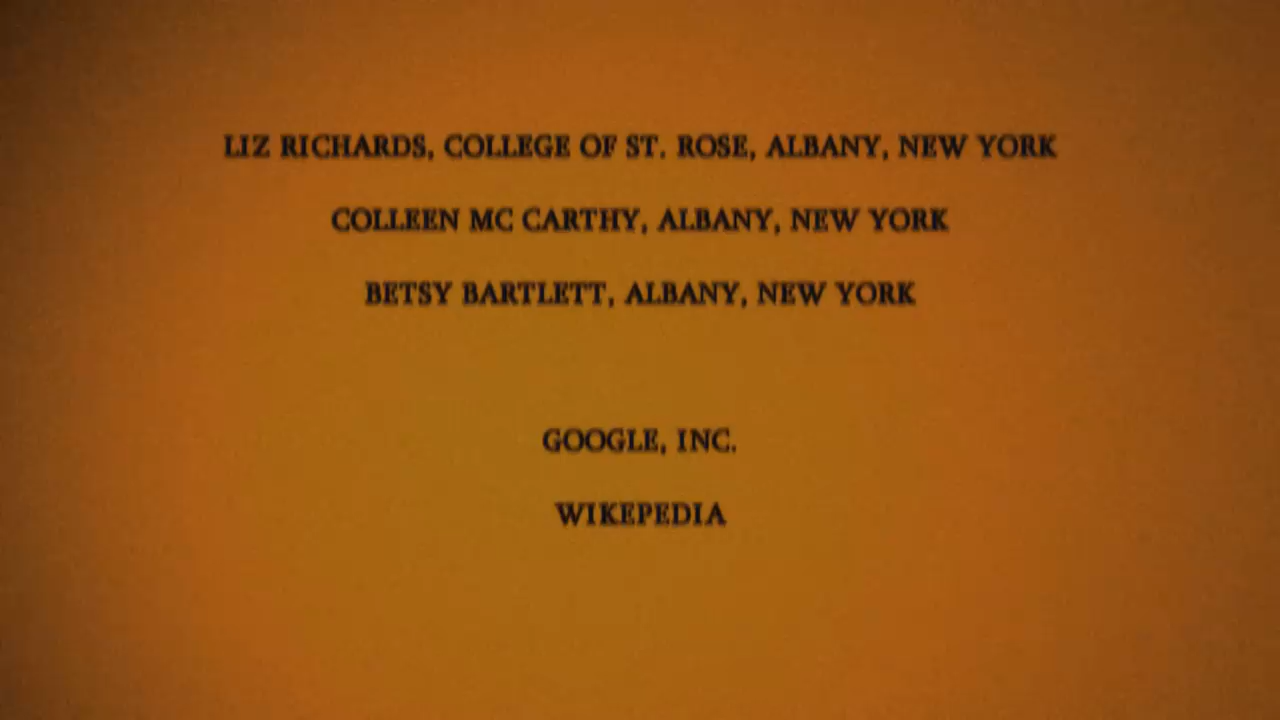 LIZ RICHARDS, COLLEGE OF ST. ROSE, ALBANY, NEW YORK
COLLEEN MC CARTHY, ALBANY, NEW YORK
BETSY BARTLETT, ALBANY, NEW YORK
GOOGLE, INC.
WIKEPEDIA